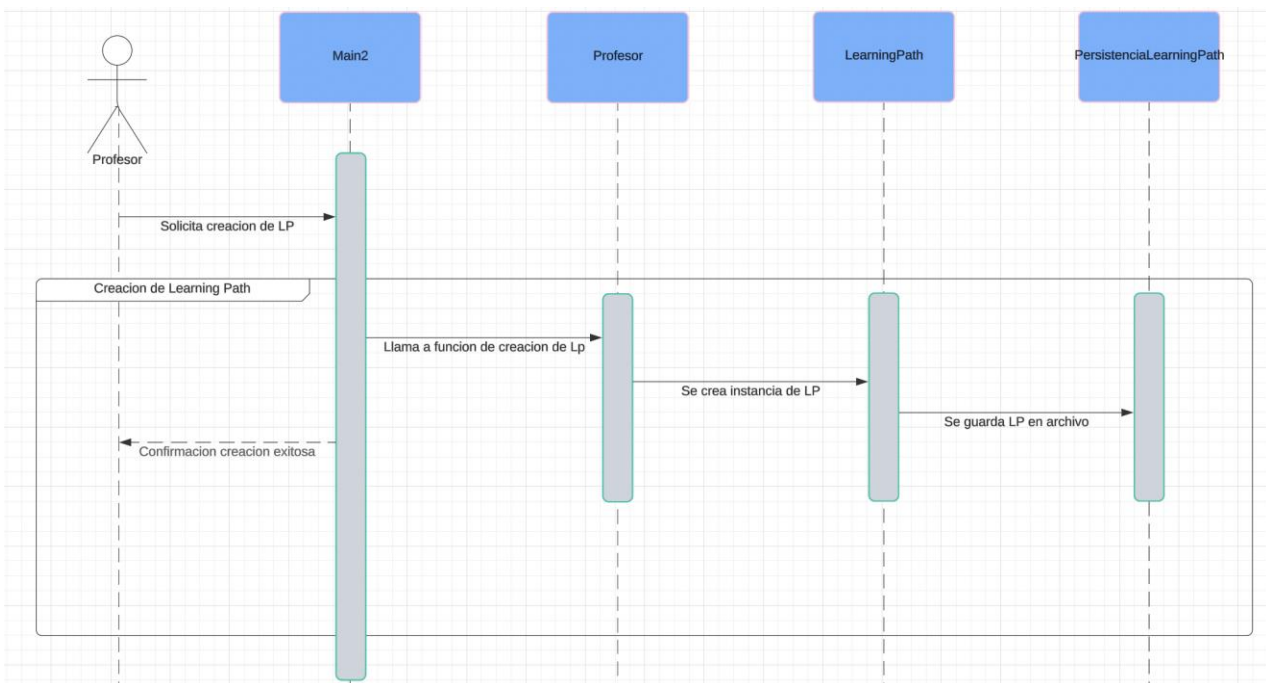 Main2
Profesor
LearningPath
PersistenciaLearningPath
Profesor
Solicita creacion de LP
Creacion de Learning Path
Llama a funcion de creacion de Lp
Se crea instancia de LP
Se guarda LP en archivo
Confirmacion creacion exitosa